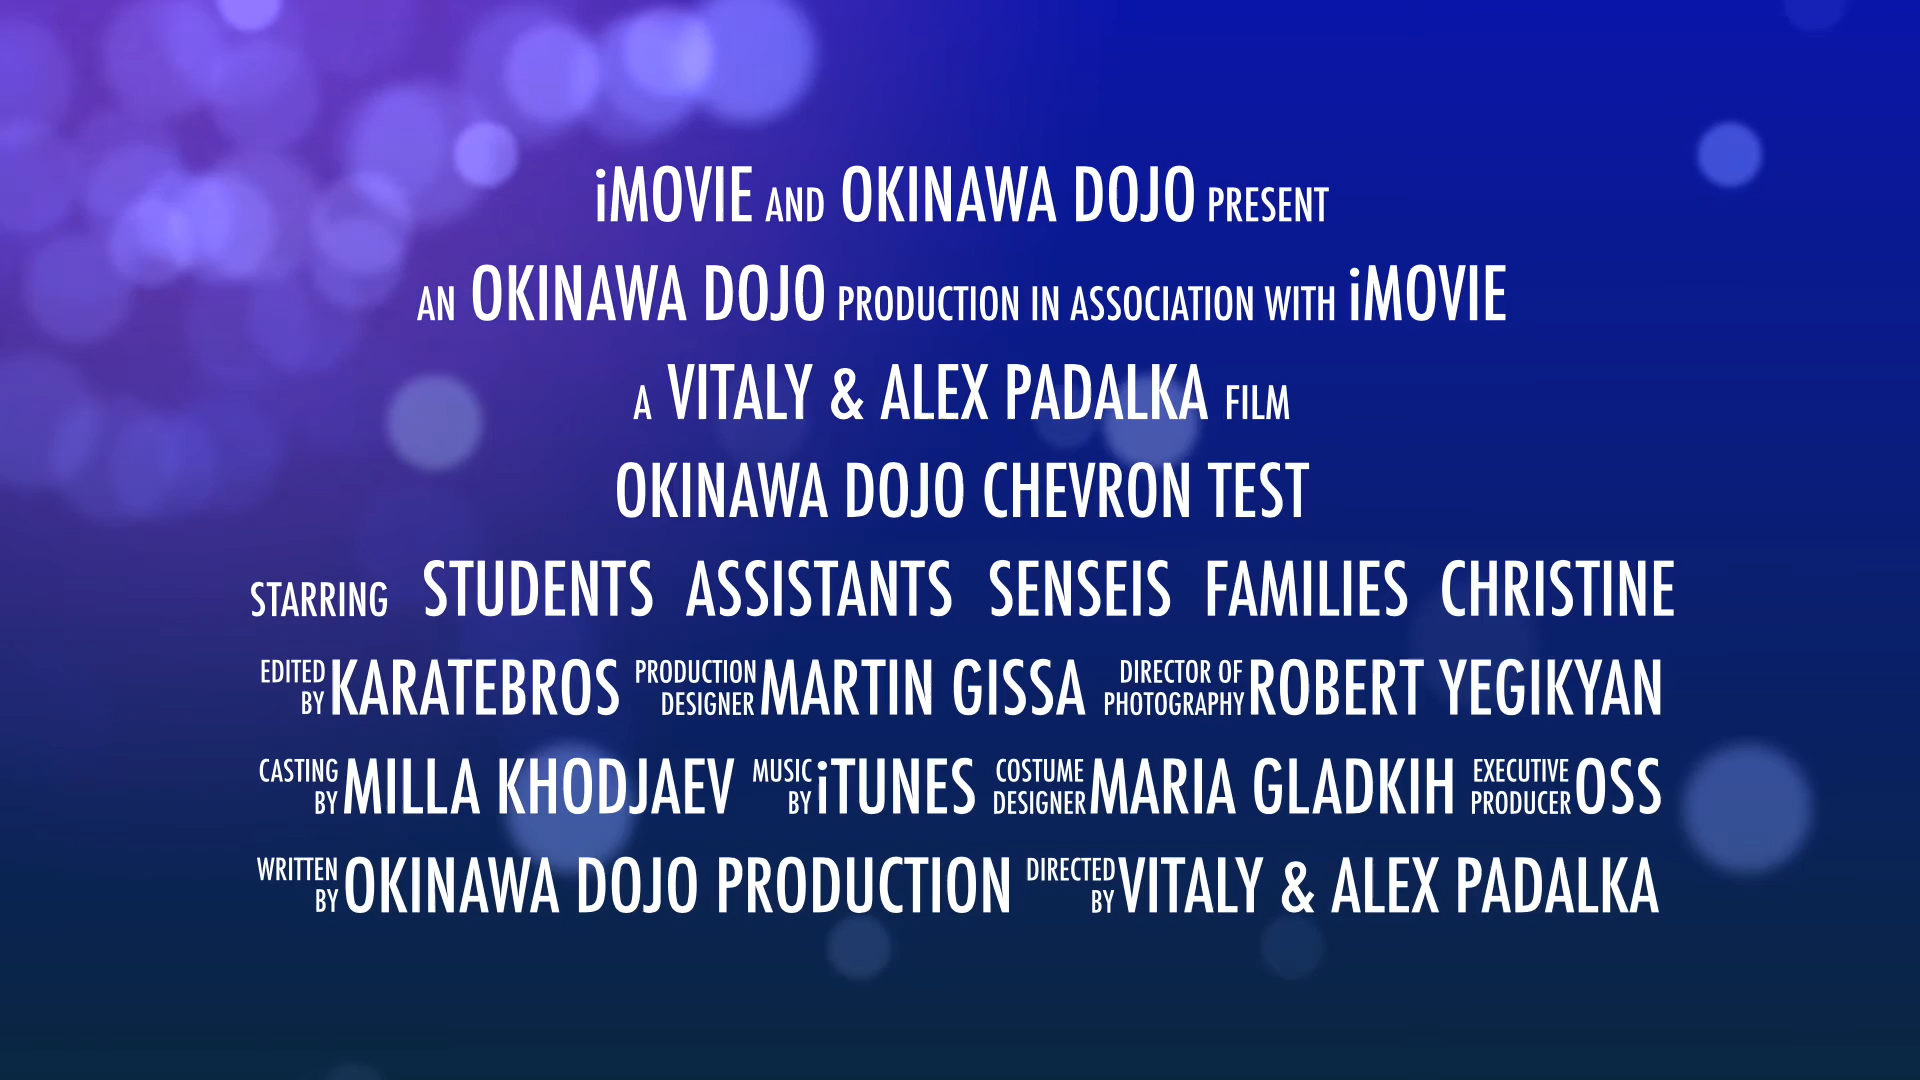 iMOVIE AND OKINAWA DOJO PRESENT
AN OKINAWA DOJO PRODUCTION IN ASSOCIATION WITH iMOVIE
A VITALY & ALEX PADALKA FILM
OKINAWA DOJO CHEVRON TEST
STARRING STUDENTS ASSISTANTS SENSEIS FAMILIES CHRISTINE
EDITED BY KARATEBROS PRODUCTION DESIGNER MARTIN GISSA DIRECTOR OF PHOTOGRAPHY ROBERT YEGIKYAN
CASTING BY MILLA KHODJAEV MUSIC BY iTUNES COSTUME DESIGNER MARIA GLADKIH EXECUTIVE PRODUCER OSS
WRITTEN BY OKINAWA DOJO PRODUCTION DIRECTED BY VITALY & ALEX PADALKA